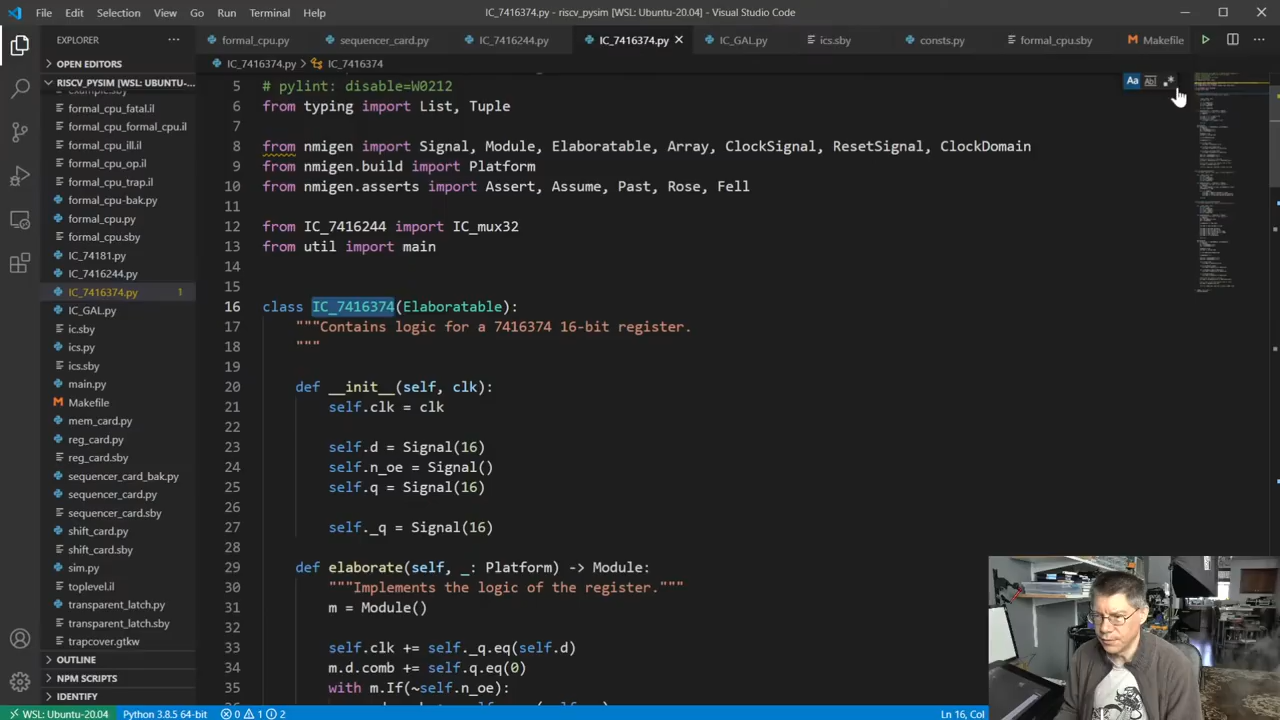 File Edit Selection View Go Run Terminal Help
IC_7416374.py - riscv_pysim [WSL: Ubuntu-20.04] - Visual Studio Code
EXPLORER
formal_cpu.py sequencer_card.py IC_7416244.py IC_7416374.py IC_GAL.py ics.sby consts.py formal_cpu.sby Makefile
OPEN EDITORS
RISCV_PYSIM [WSL: UBUNTU-...
formal_cpu_fatal.il
formal_cpu_formal_cpu.il
formal_cpu_ill.il
formal_cpu_op.il
formal_cpu_trap.il
formal_cpu-bak.py
formal_cpu.py
formal_cpu.sby
IC_74181.py
IC_7416244.py
IC_7416374.py 1
IC_GAL.py
ic.sby
ics.py
ics.sby
main.py
Makefile
mem_card.py
reg_card.py
reg_card.sby
sequencer_card_bak.py
sequencer_card.py
sequencer_card.sby
shift_card.py
shift_card.sby
sim.py
toplevel.il
transparent_latch.py
transparent_latch.sby
trapcover.gtkw
OUTLINE
NPM SCRIPTS
IDENTIFY
IC_7416374.py > IC_7416374
Aa Ab
5 # pylint: disable=W0212
6 from typing import List, Tuple
7
8 from nmigen import Signal, Module, Elaboratable, Array, ClockSignal, ResetSignal, ClockDomain
9 from nmigen.build import Platform
10 from nmigen.asserts import Assert, Assume, Past, Rose, Fell
11
12 from IC_7416244 import IC_mux32
13 from util import main
14
15
16 class IC_7416374(Elaboratable):
17 """Contains logic for a 7416374 16-bit register.
18 """
19
20 def __init__(self, clk):
21 self.clk = clk
22
23 self.d = Signal(16)
24 self.n_oe = Signal()
25 self.q = Signal(16)
26
27 self._q = Signal(16)
28
29 def elaborate(self, _: Platform) -> Module:
30 """Implements the logic of the register."""
31 m = Module()
32
33 self.clk += self._q.eq(self.d)
34 m.d.comb += self.q.eq(0)
35 with m.If(~self.n_oe):
WSL: Ubuntu-20.04 Python 3.8.5 64-bit 0 1 2 Ln 16, Col